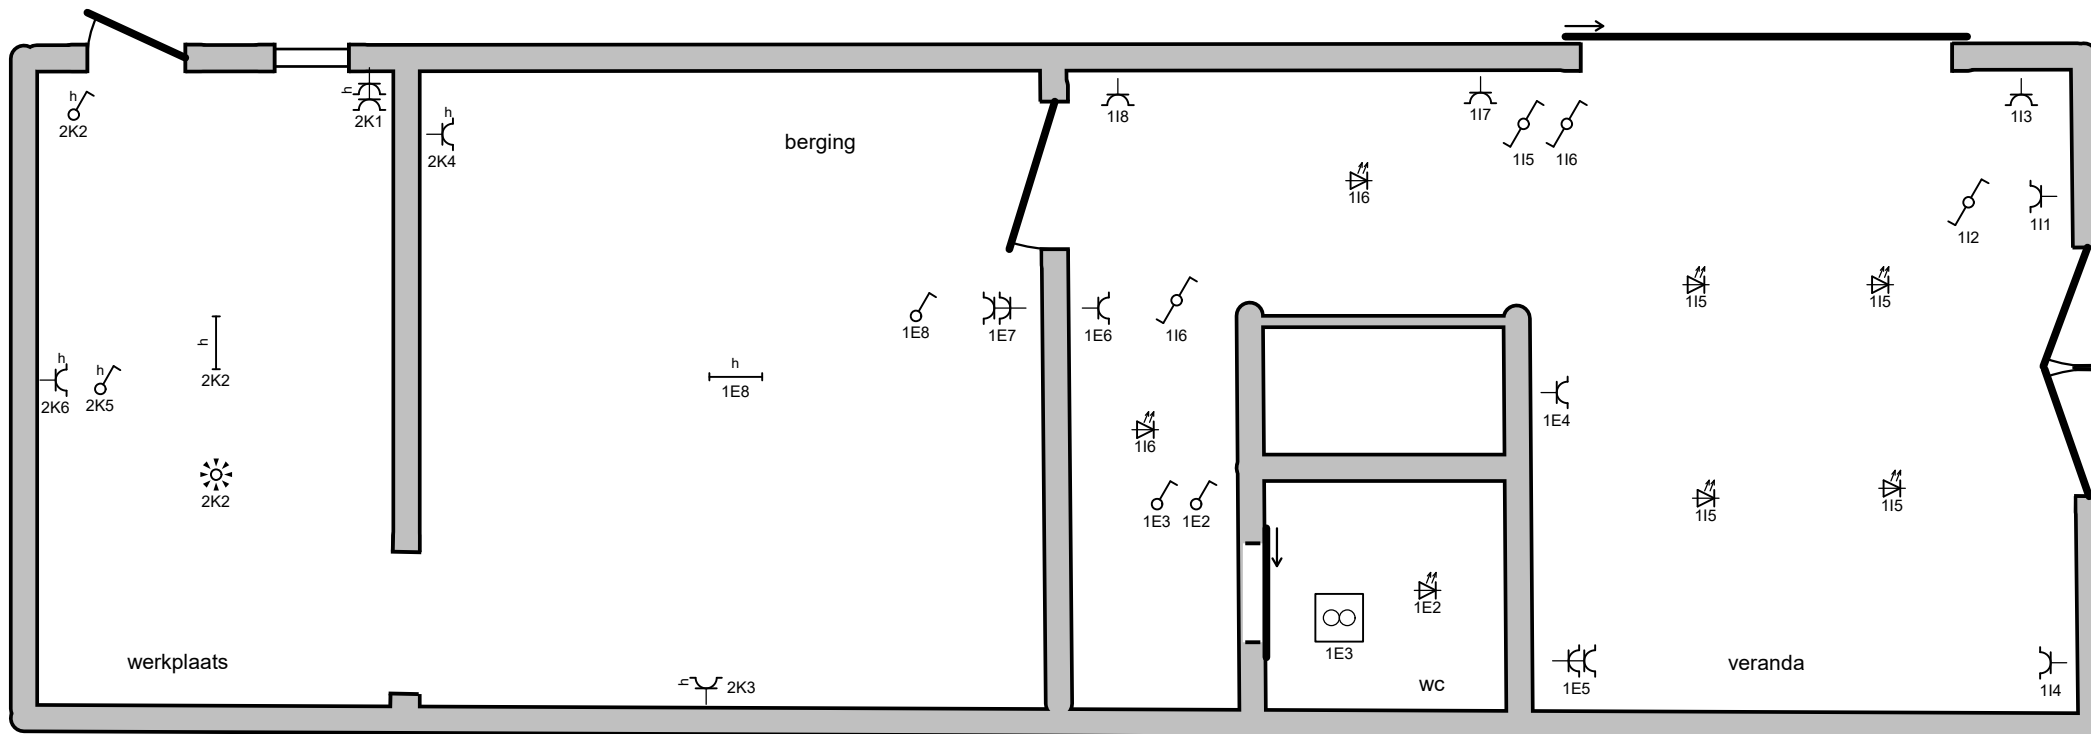 h
2K2
h
2K1
h
2K4
berging
1I8
1I7
1I5
1I6
1I3
1I6
1I2
1I1
1I5
1I5
1E8
1E7
1E6
1I6
h
2K2
h
2K6
h
2K5
h
1E8
1E4
1I6
2K2
1E3
1E2
1I5
1I5
1E2
1E3
werkplaats
h
2K3
wc
1E5
veranda
1I4